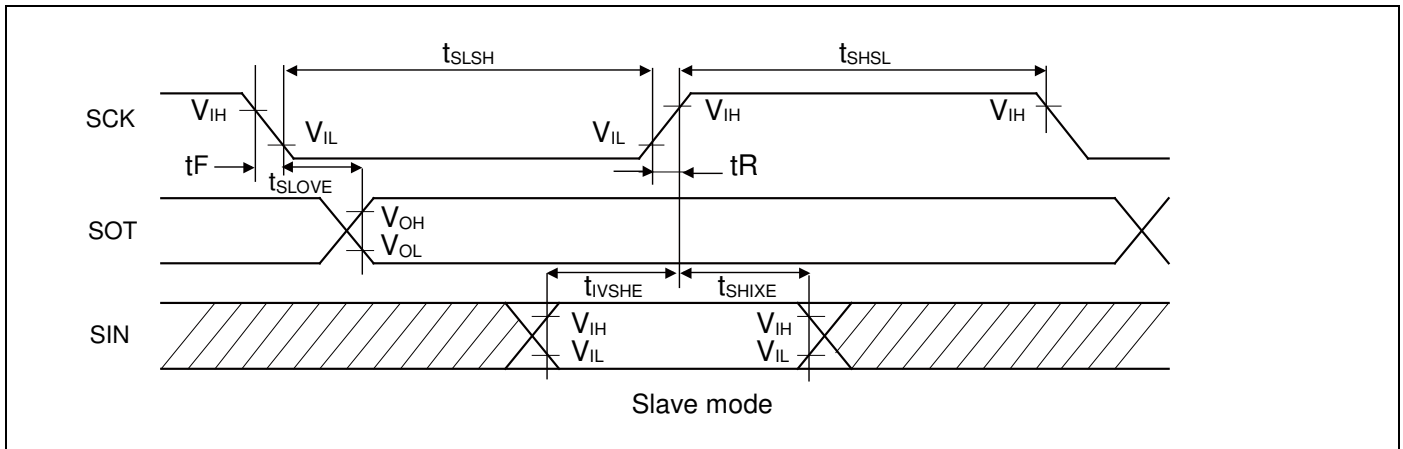 tSLSH
tSHSL
SCK
VIH
VIL
VIL
VIH
VIH
tF
tSLOVE
tR
SOT
VOH
VOL
tIVSHE
tSHIXE
SIN
VIH
VIL
VIH
VIL
Slave mode